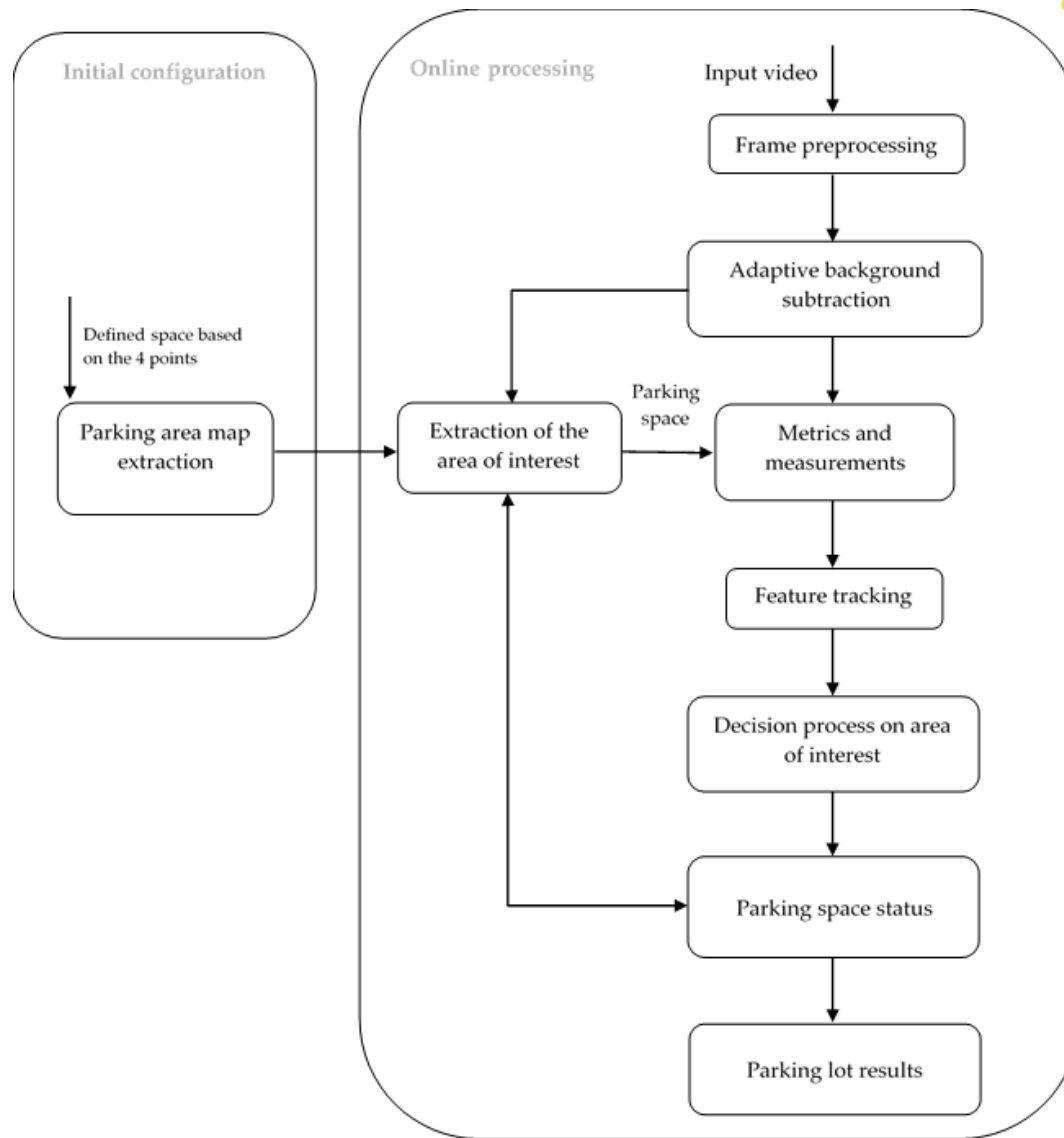 Initial configuration
Defined space based
on the 4 points
Parking area map
extraction
Online processing
Input video
Frame preprocessing
Adaptive background
subtraction
Extraction of the
area of interest
Parking
space
Metrics and
measurements
Feature tracking
Decision process on area
of interest
Parking space status
Parking lot results